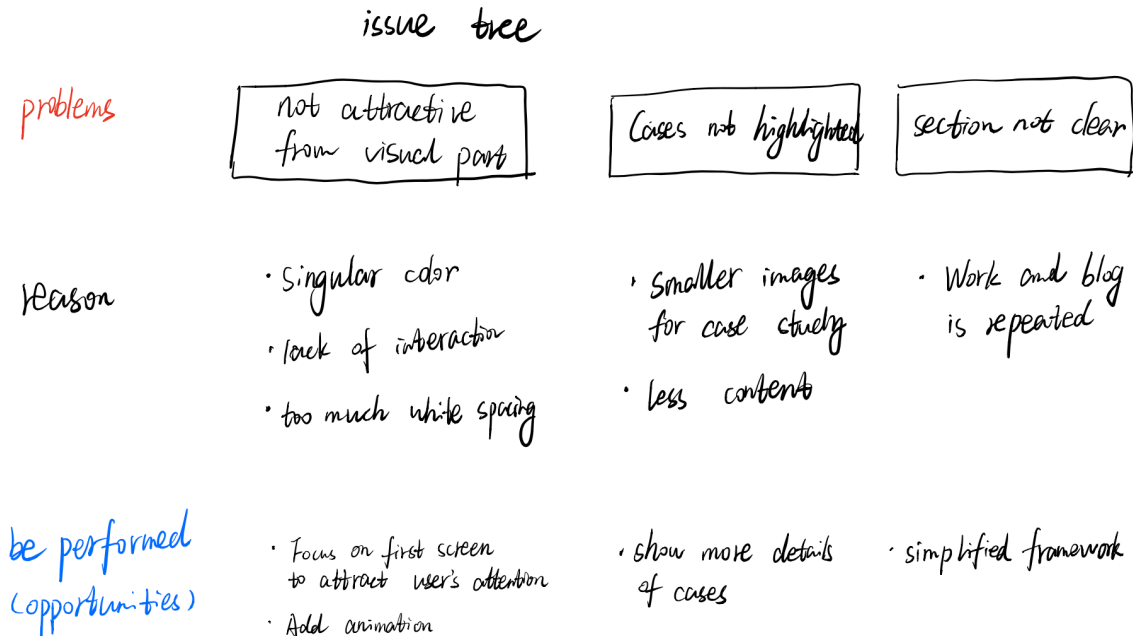 issue tree
problems
not attractive
from visual part
Cases not highlighted
section not clear
reason
· Singular color
· lack of interaction
· too much white spacing
· Smaller images
for case study
· less content
· Work and blog
is repeated
be performed
(opportunities)
· Focus on first screen
to attract user's attention
· Add animation
· show more details
of cases
· simplified framework